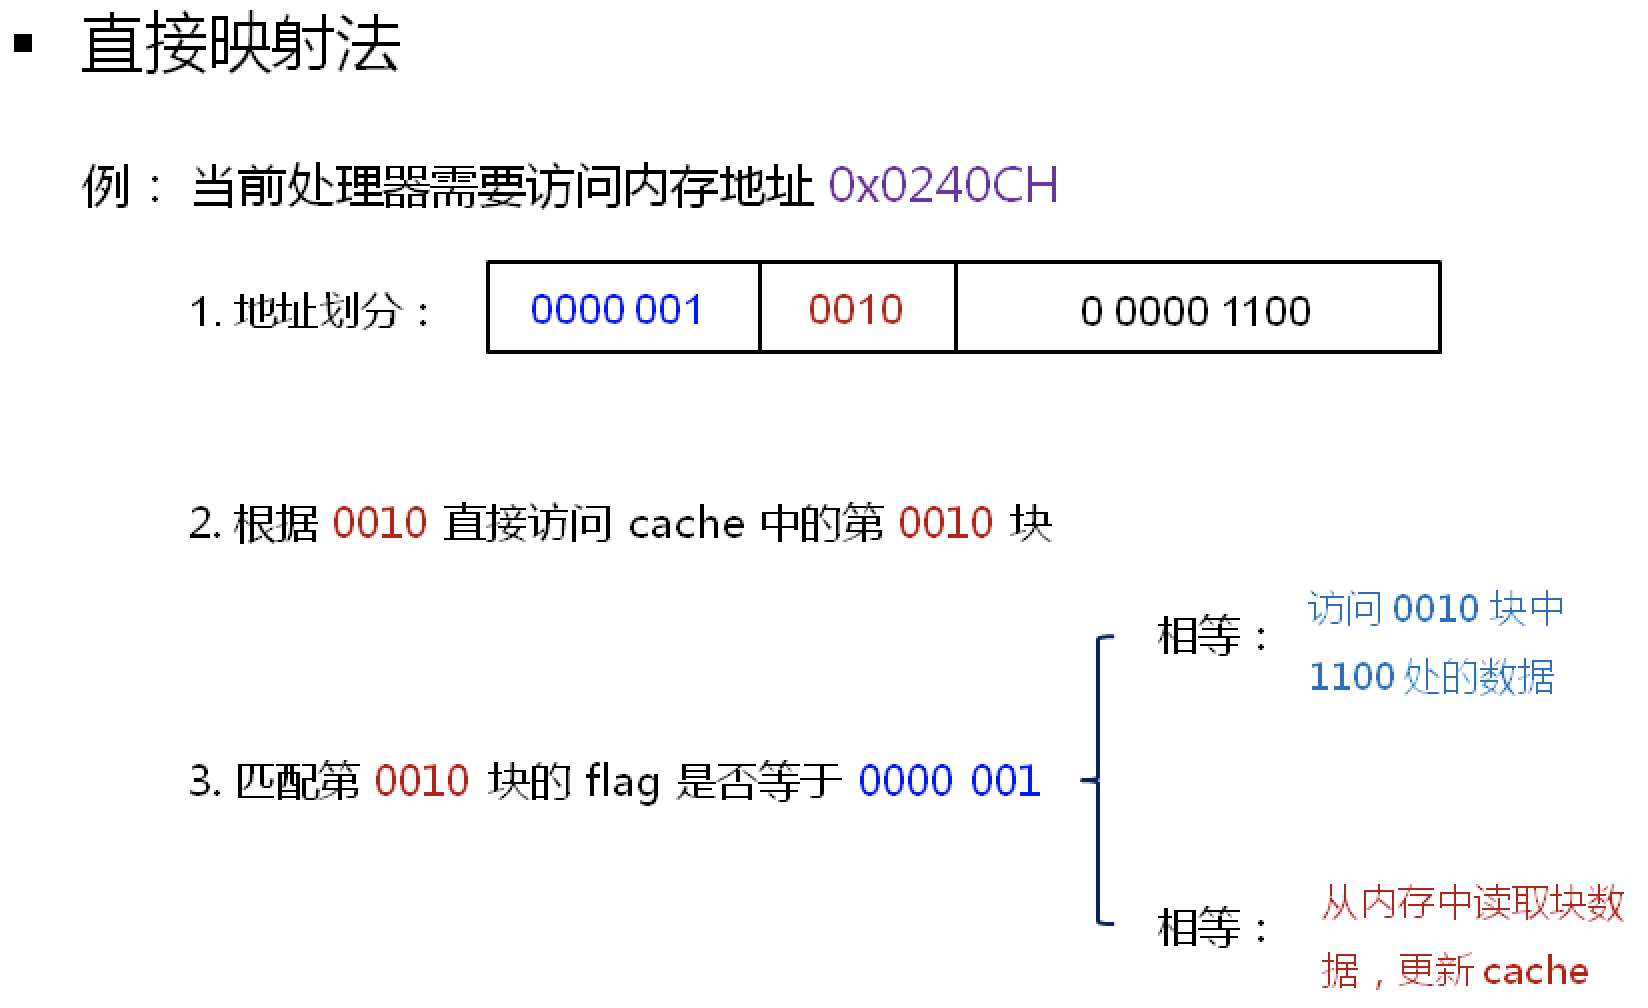 ▪ 直接映射法
例： 当前处理器需要访问内存地址 0x0240CH
1. 地址划分： 0000 001 0010 0 0000 1100
2. 根据 0010 直接访问 cache 中的第 0010 块
相等： 访问 0010 块中
1100 处的数据
3. 匹配第 0010 块的 flag 是否等于 0000 001
相等： 从内存中读取块数
据，更新 cache